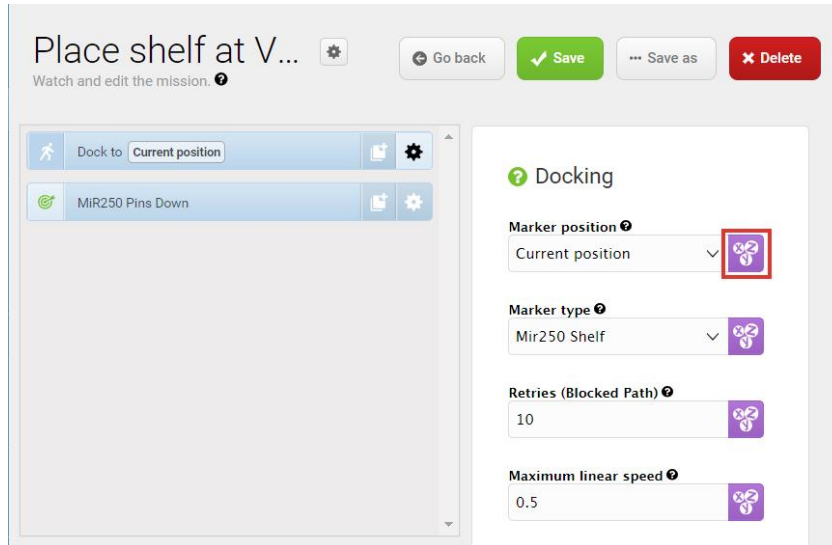 Place shelf at V...
Go back
Save
Save as
Delete
Watch and edit the mission.
Dock to Current position
MiR250 Pins Down
Docking
Marker position
Current position
Marker type
Mir250 Shelf
Retries (Blocked Path)
10
Maximum linear speed
0.5